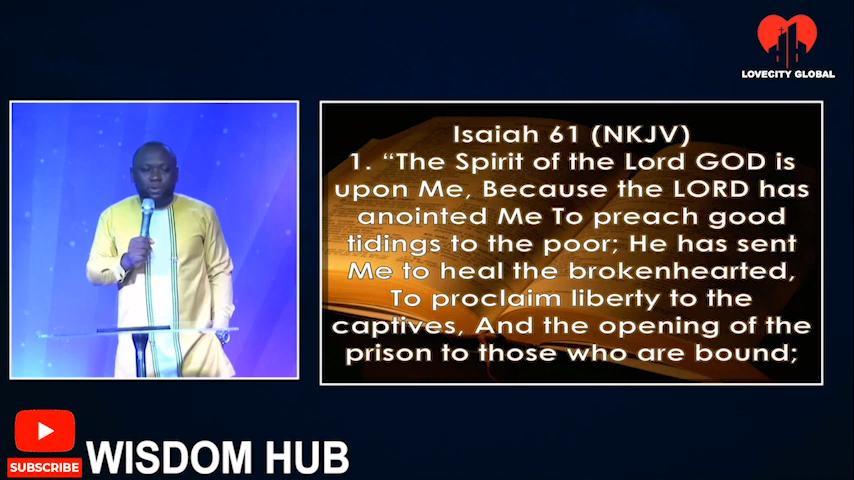 LOVECITY GLOBAL
Isaiah 61 (NKJV)
1. “The Spirit of the Lord GOD is
upon Me, Because the LORD has
anointed Me To preach good
tidings to the poor; He has sent
Me to heal the brokenhearted,
To proclaim liberty to the
captives, And the opening of the
prison to those who are bound;
SUBSCRIBE
WISDOM HUB